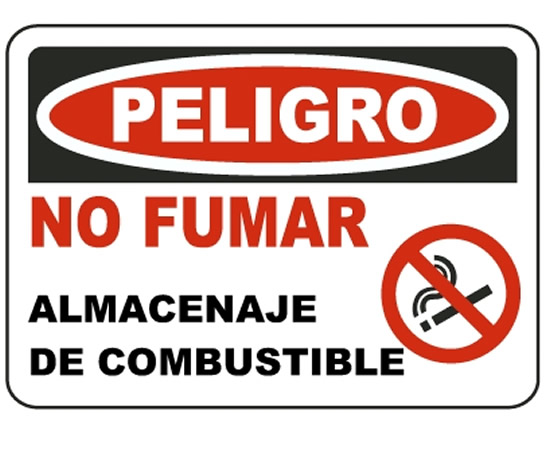 PELIGRO
NO FUMAR
ALMACENAJE
DE COMBUSTIBLE